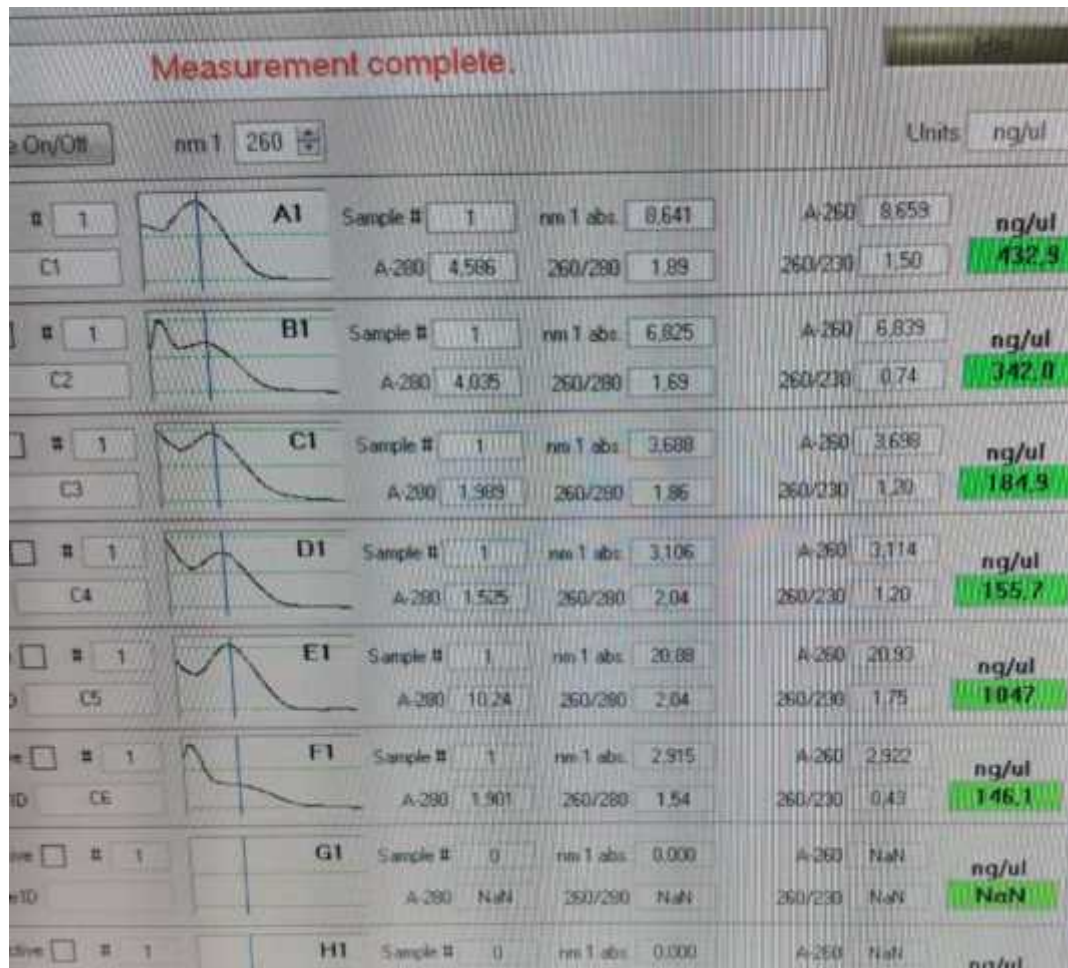 Measurement complete.
Idle
On/Off nm 1 260 Units ng/ul
# 1 A1 Sample # 1 nm 1 abs. 8,641 A-260 8,659 ng/ul
C1 A-280 4,586 260/280 1,89 260/230 1,50 432,9
# 1 B1 Sample # 1 nm 1 abs. 6,825 A-260 6,839 ng/ul
C2 A-280 4,035 260/280 1,69 260/230 0,74 342,0
# 1 C1 Sample # 1 nm 1 abs. 3,688 A-260 3,698 ng/ul
C3 A-280 1,989 260/280 1,86 260/230 1,20 184,9
# 1 D1 Sample # 1 nm 1 abs. 3,106 A-260 3,114 ng/ul
C4 A-280 1,525 260/280 2,04 260/230 1,20 155,7
# 1 E1 Sample # 1 nm 1 abs. 20,88 A-260 20,93 ng/ul
C5 A-280 10,24 260/280 2,04 260/230 1,75 1047
# 1 F1 Sample # 1 nm 1 abs. 2,915 A-260 2,922 ng/ul
C6 A-280 1,901 260/280 1,54 260/230 0,43 146,1
# 1 G1 Sample # 0 nm 1 abs. 0,000 A-260 NaN ng/ul
A-280 NaN 260/280 NaN 260/230 NaN NaN
# 1 H1 Sample # 0 nm 1 abs. 0,000 A-260 NaN ng/ul